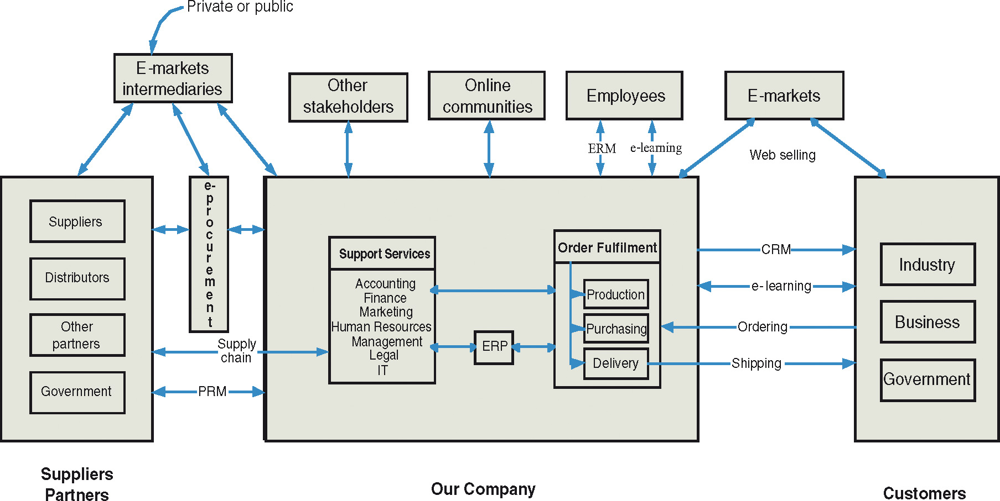 Private or public
E-markets
intermediaries
Other
stakeholders
Online
communities
Employees
E-markets
ERM
e-learning
Web selling
e-procurement
Suppliers
Distributors
Other
partners
Government
Supply
chain
PRM
Support Services
Accounting
Finance
Marketing
Human Resources
Management
Legal
IT
ERP
Order Fulfilment
Production
Purchasing
Delivery
CRM
e- learning
Ordering
Shipping
Industry
Business
Government
Suppliers
Partners
Our Company
Customers